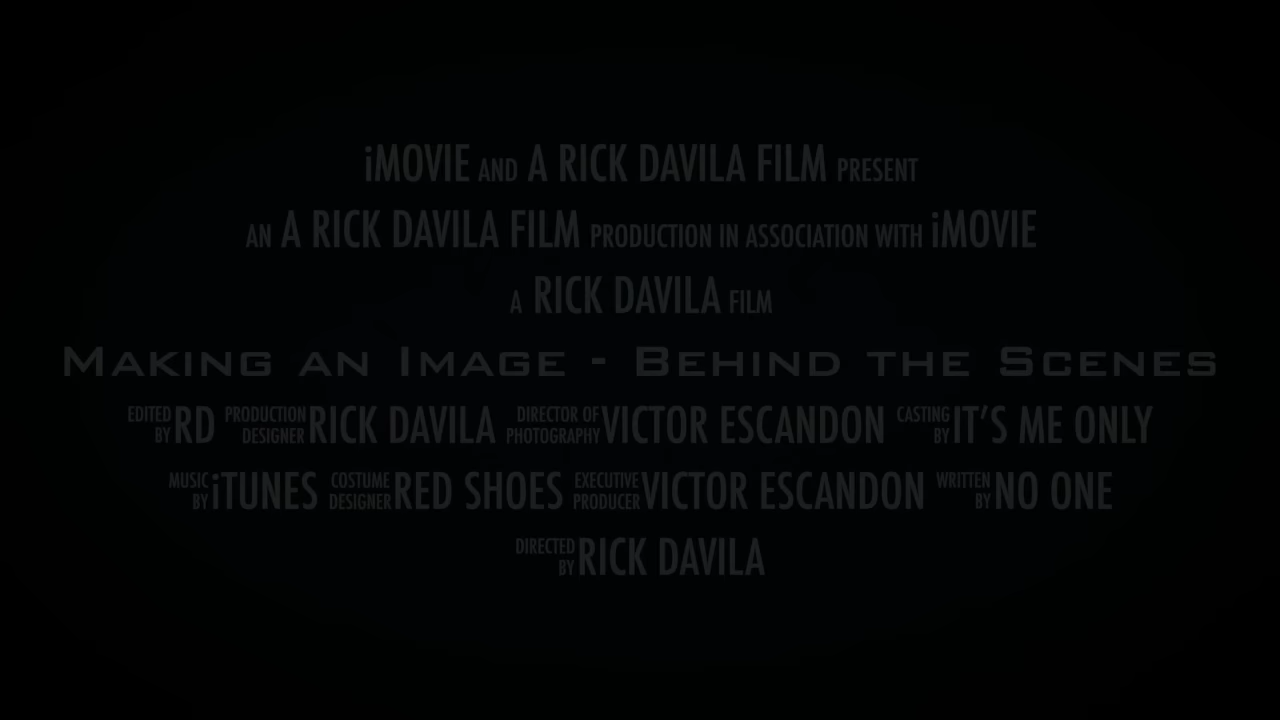 iMOVIE AND A RICK DAVILA FILM PRESENT
AN A RICK DAVILA FILM PRODUCTION IN ASSOCIATION WITH iMOVIE
A RICK DAVILA FILM
MAKING AN IMAGE - BEHIND THE SCENES
EDITED BY RD PRODUCTION DESIGNER RICK DAVILA DIRECTOR OF PHOTOGRAPHY VICTOR ESCANDON CASTING BY IT'S ME ONLY
MUSIC BY iTUNES COSTUME DESIGNER RED SHOES EXECUTIVE PRODUCER VICTOR ESCANDON WRITTEN BY NO ONE
DIRECTED BY RICK DAVILA